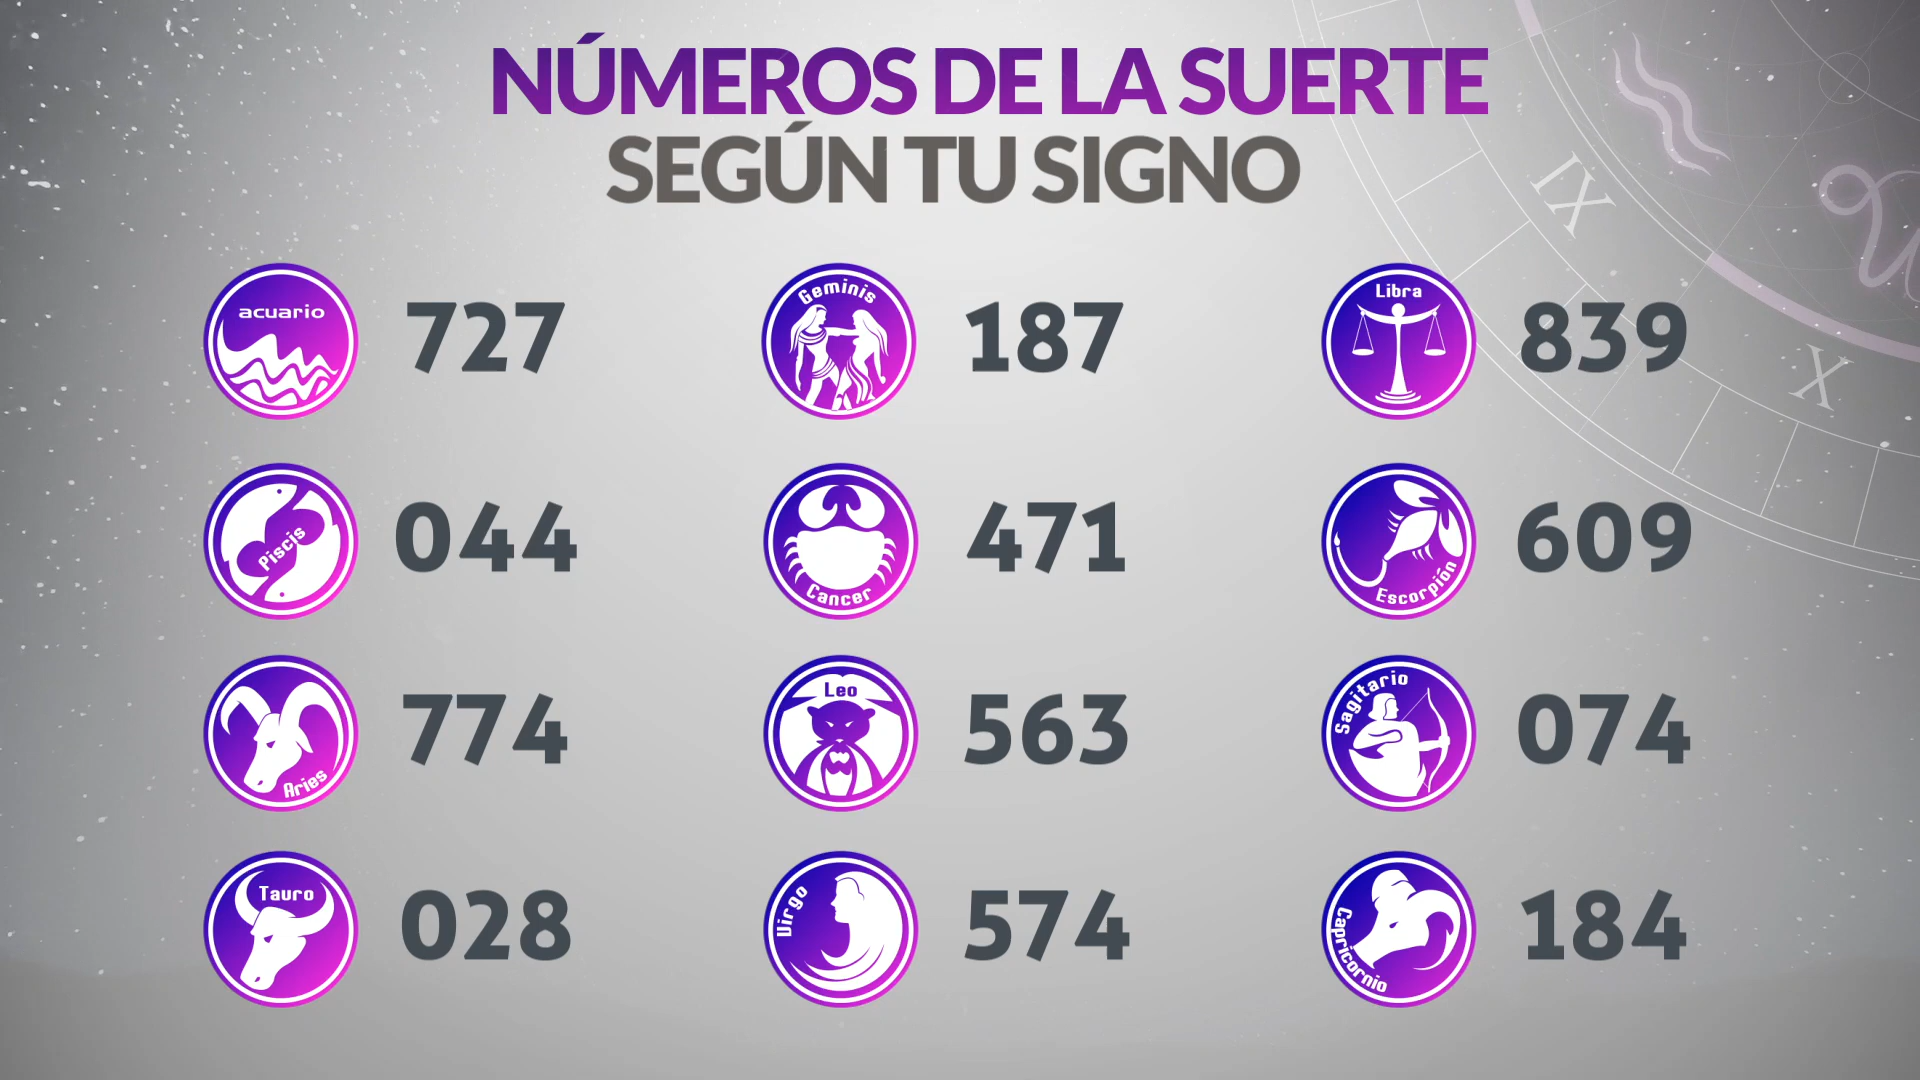 NÚMEROS DE LA SUERTE
SEGÚN TU SIGNO
acuario 727
Geminis 187
Libra 839
Piscis 044
Cancer 471
Escorpión 609
Aries 774
Leo 563
Sagitario 074
Tauro 028
Virgo 574
Capricornio 184
IX
X